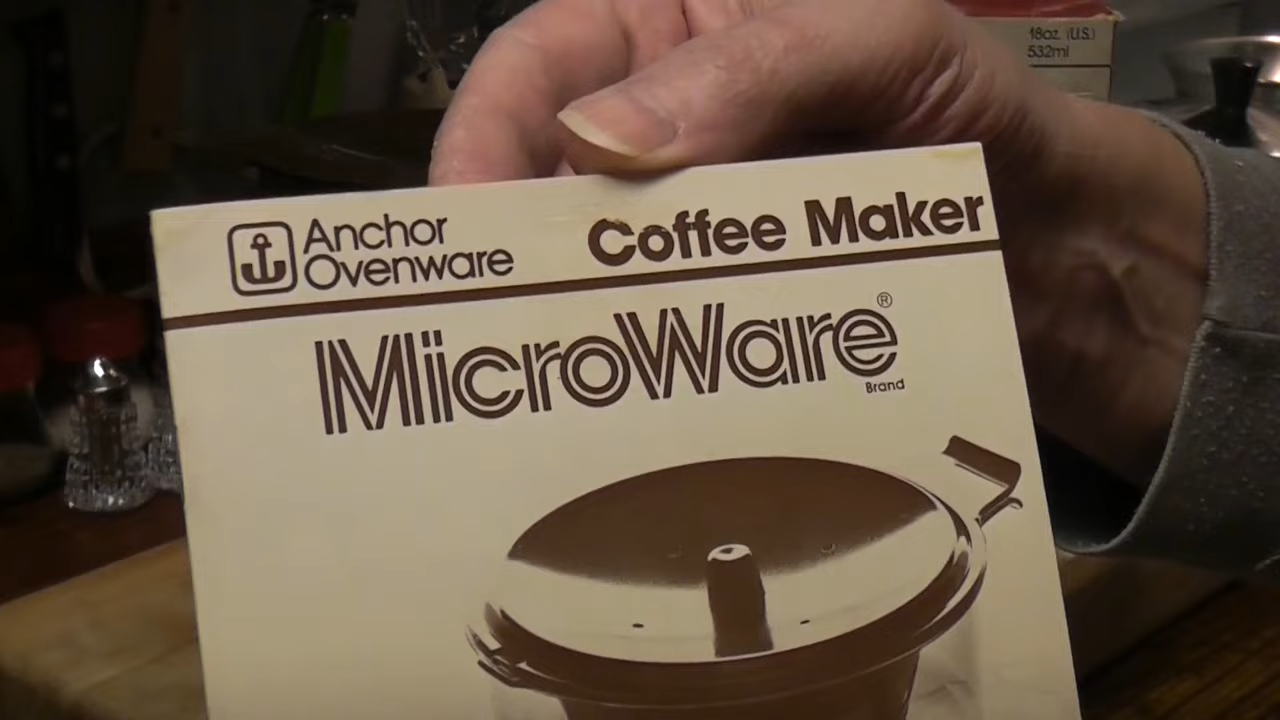 18oz. (U.S.)
532ml
Anchor
Ovenware
Coffee Maker
MicroWare®
Brand